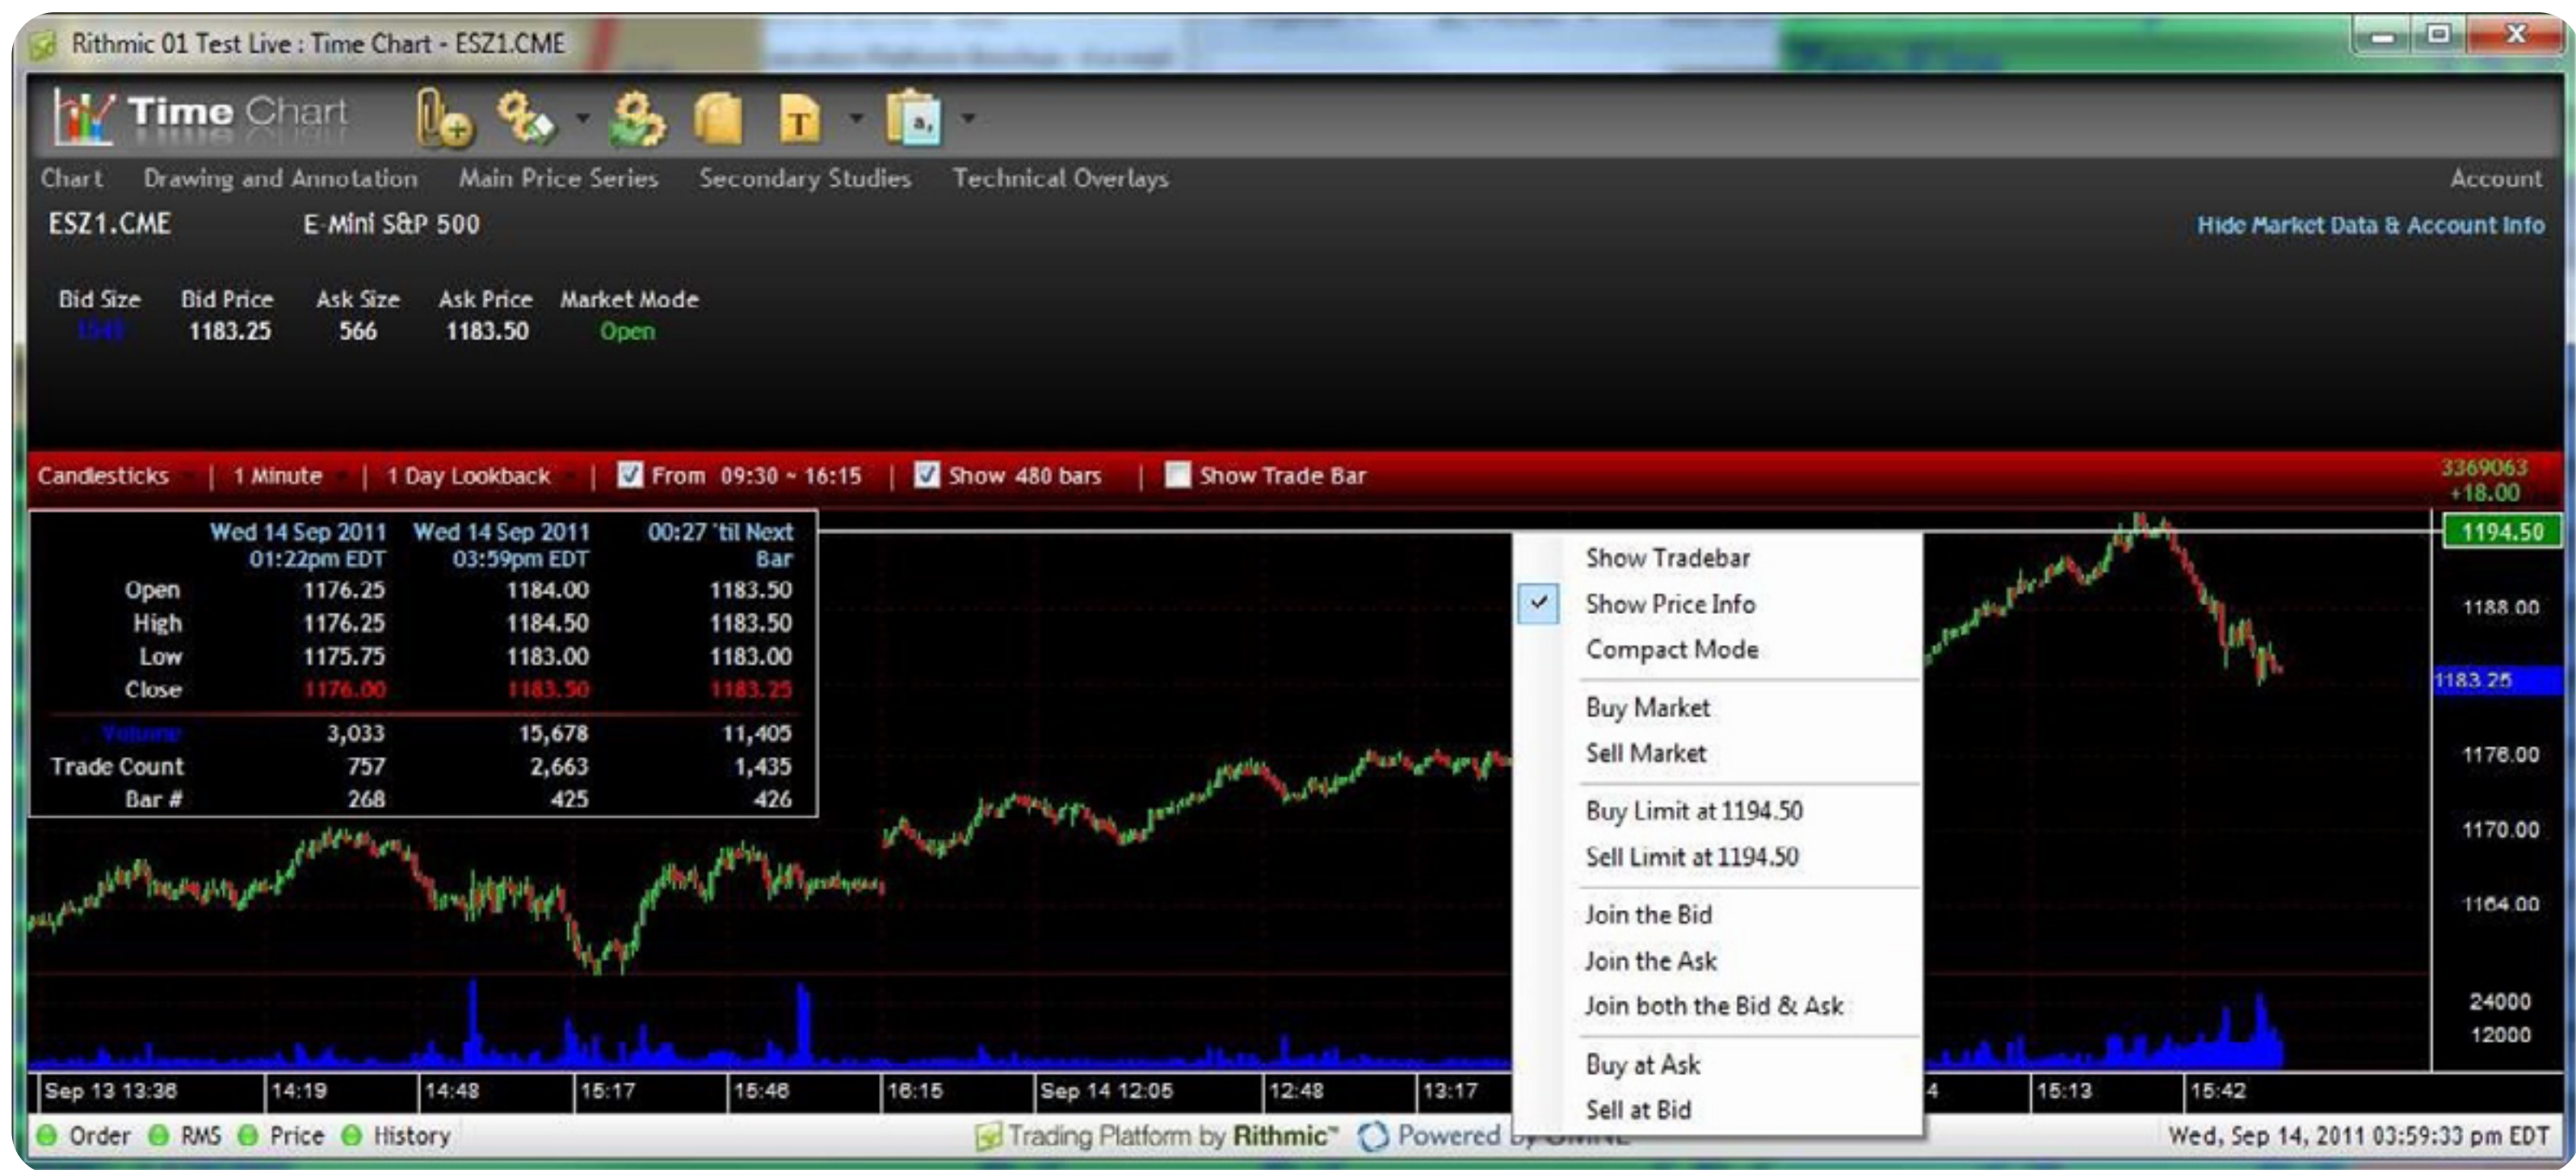 Rithmic 01 Test Live : Time Chart - ESZ1.CME
Time Chart
T
a,
Chart Drawing and Annotation Main Price Series Secondary Studies Technical Overlays Account
ESZ1.CME E-Mini S&P 500 Hide Market Data & Account Info
Bid Size Bid Price Ask Size Ask Price Market Mode
1183.25 566 1183.50 Open
Candlesticks | 1 Minute | 1 Day Lookback | From 09:30 ~ 16:15 | Show 480 bars | Show Trade Bar
3369063
+18.00
Wed 14 Sep 2011 Wed 14 Sep 2011 00:27 'til Next
01:22pm EDT 03:59pm EDT Bar
Open 1176.25 1184.00 1183.50
High 1176.25 1184.50 1183.50
Low 1175.75 1183.00 1183.00
Close 1176.00 1183.50 1183.25
Volume 3,033 15,678 11,405
Trade Count 757 2,663 1,435
Bar # 268 425 426
Show Tradebar
Show Price Info
Compact Mode
Buy Market
Sell Market
Buy Limit at 1194.50
Sell Limit at 1194.50
Join the Bid
Join the Ask
Join both the Bid & Ask
Buy at Ask
Sell at Bid
1194.50
1188.00
1183.25
1176.00
1170.00
1164.00
24000
12000
Sep 13 13:36 14:19 14:48 15:17 15:46 16:15 Sep 14 12:05 12:48 13:17 4 15:13 15:42
Order RMS Price History Trading Platform by Rithmic™ Powered by Wed, Sep 14, 2011 03:59:33 pm EDT